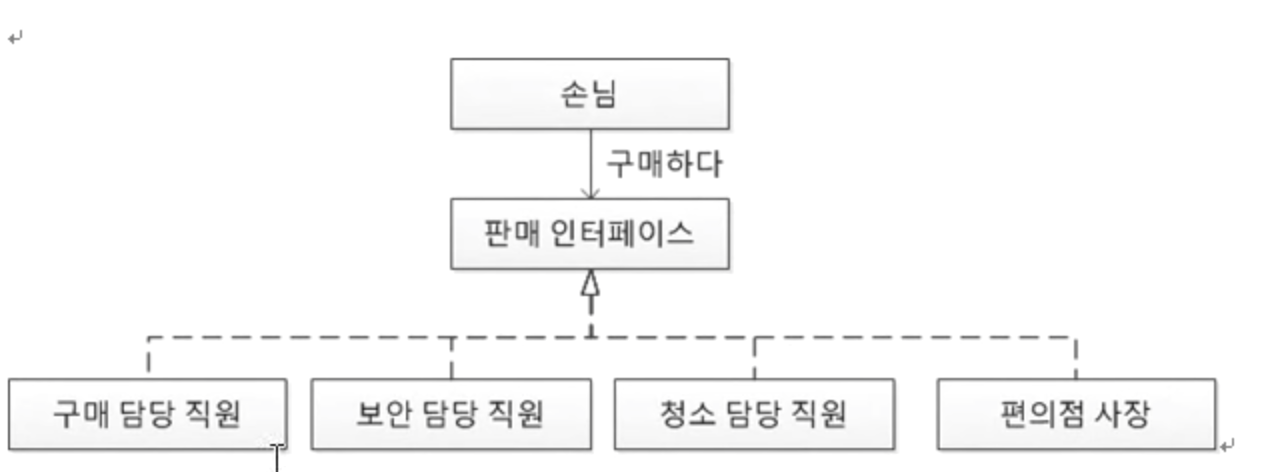 손님
구매하다
판매 인터페이스
구매 담당 직원
보안 담당 직원
청소 담당 직원
편의점 사장